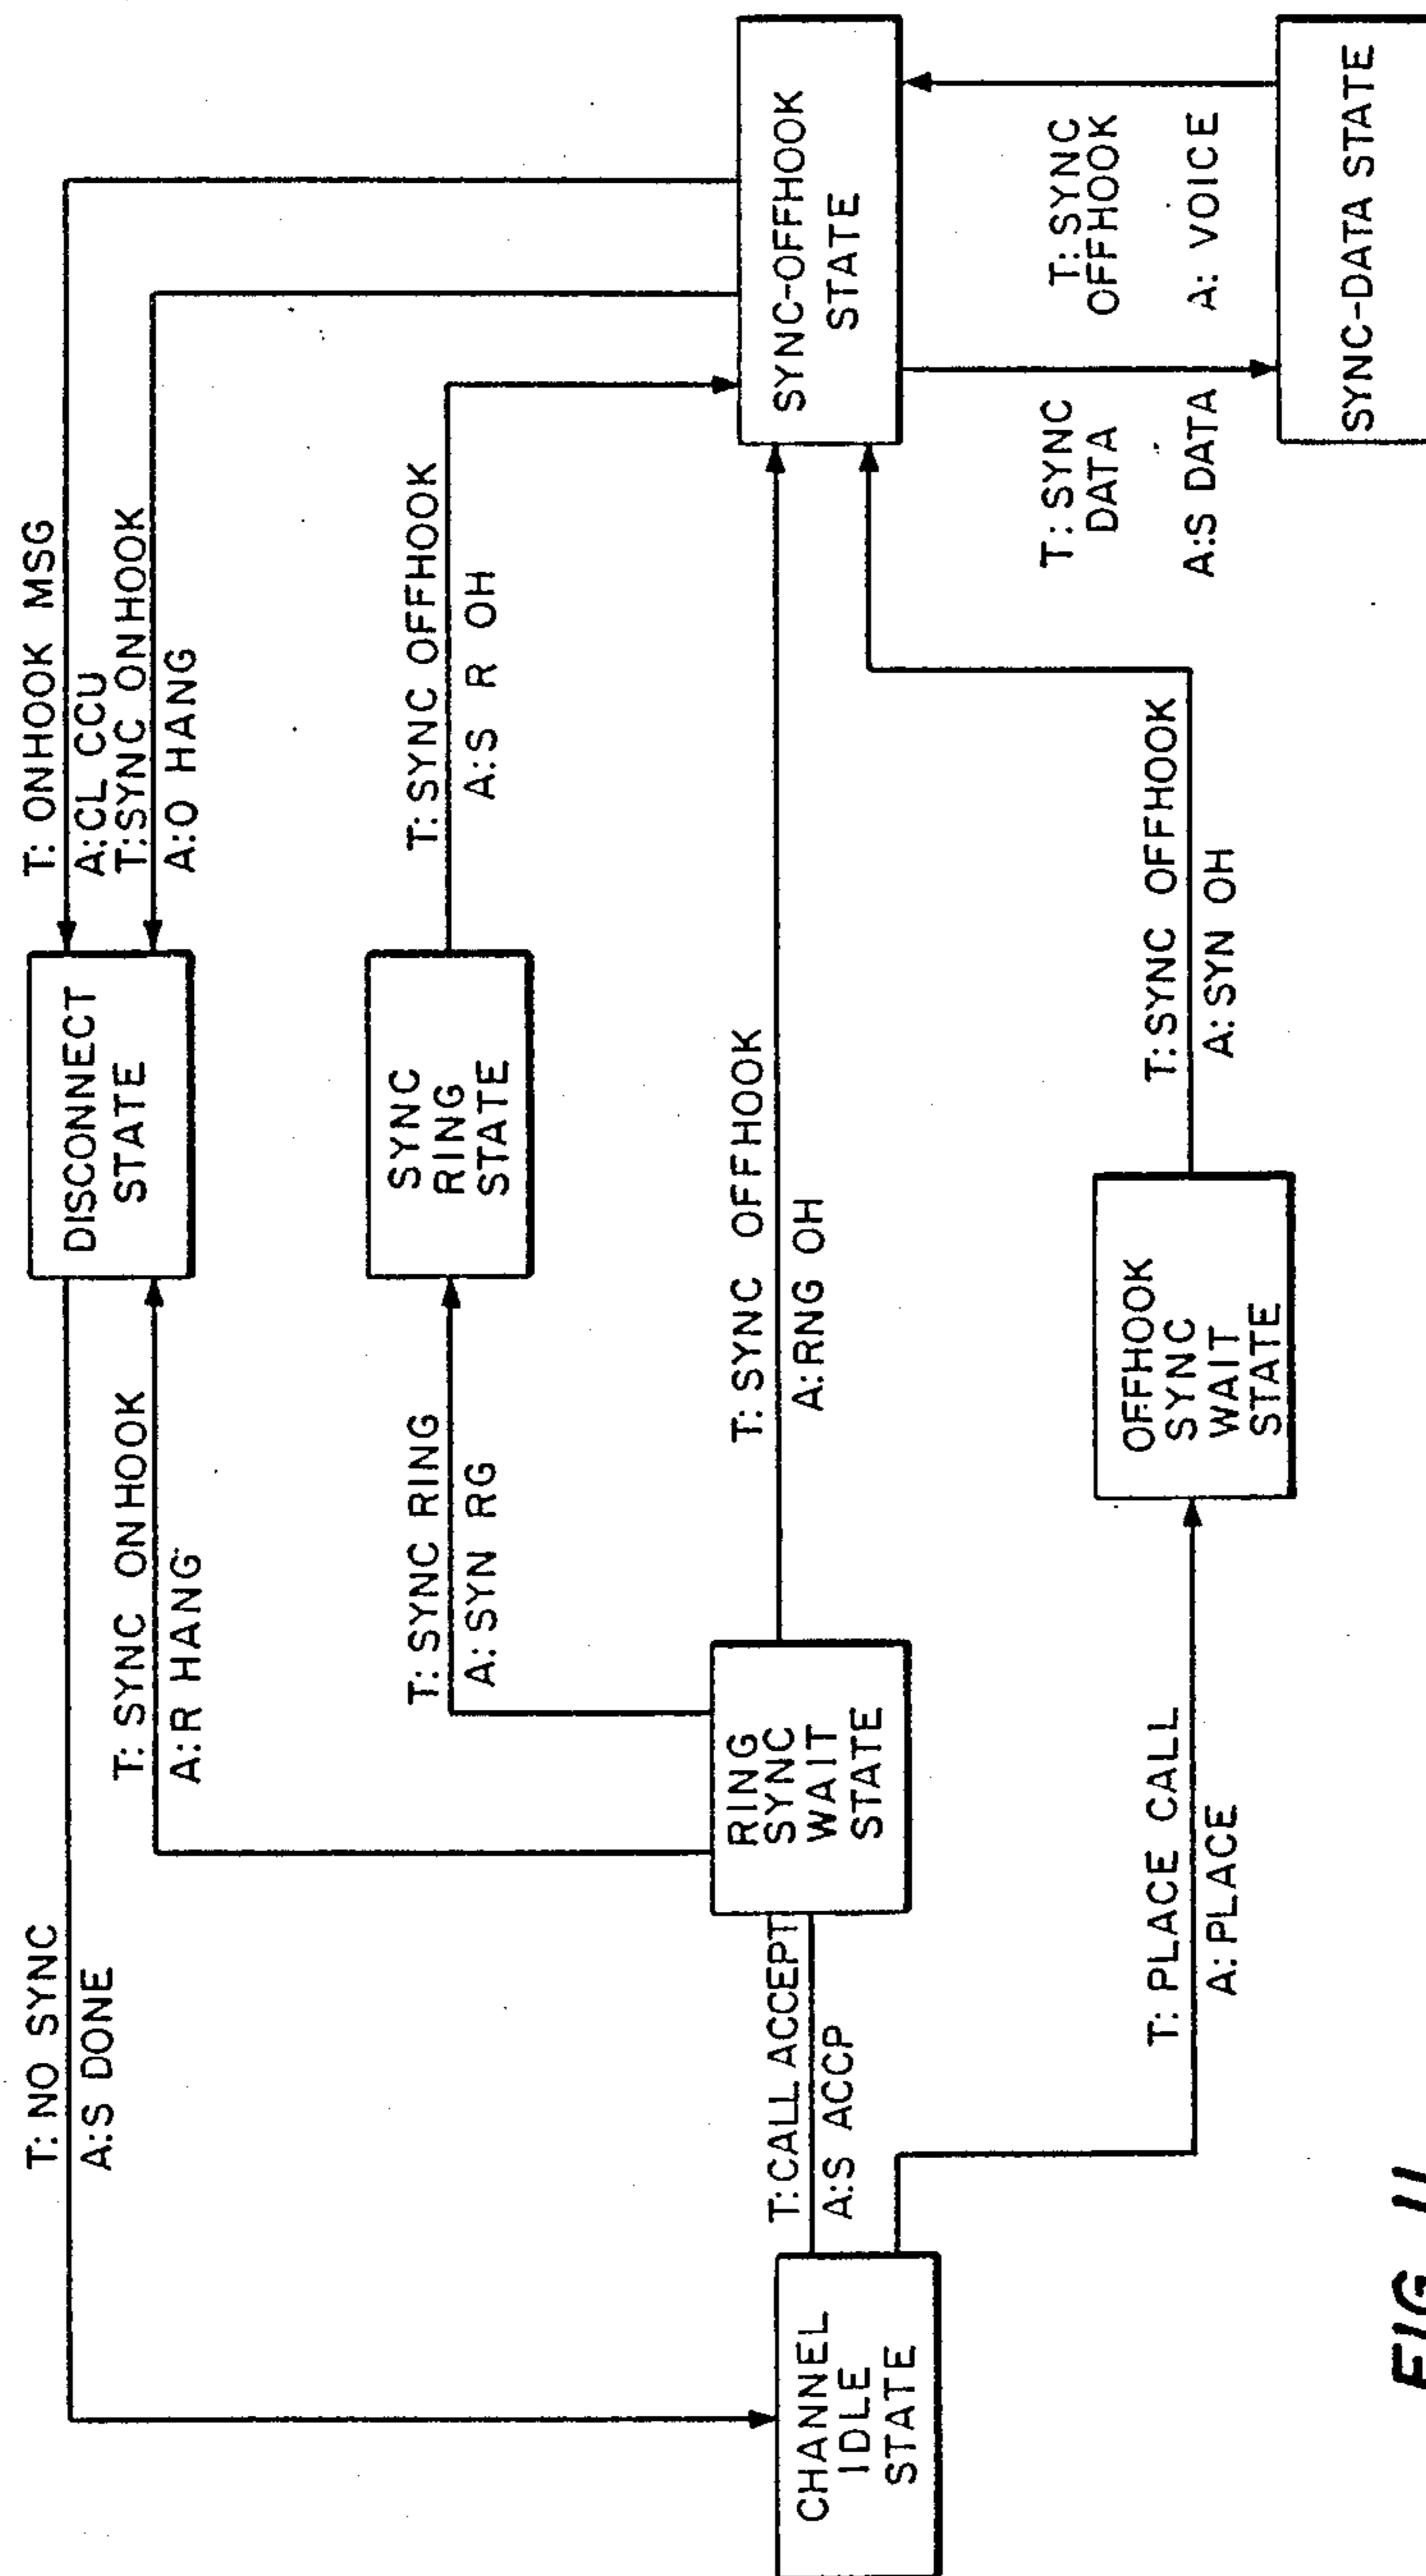 T: NO SYNC
A:S DONE
T: SYNC ONHOOK
A:R HANG
DISCONNECT
STATE
T: ONHOOK MSG
A:CL CCU
T:SYNC ONHOOK
A:O HANG
T: SYNC RING
A: SYN RG
SYNC
RING
STATE
T: SYNC OFFHOOK
A:S R OH
CHANNEL
IDLE
STATE
T: CALL ACCEPT
A:S ACCP
RING
SYNC
WAIT
STATE
T: SYNC OFFHOOK
A:RNG OH
SYNC-OFFHOOK
STATE
T: PLACE CALL
A: PLACE
OFFHOOK
SYNC
WAIT
STATE
T:SYNC OFFHOOK
A: SYN OH
T: SYNC
DATA
A:S DATA
T: SYNC
OFFHOOK
A: VOICE
SYNC-DATA STATE
FIG. 11